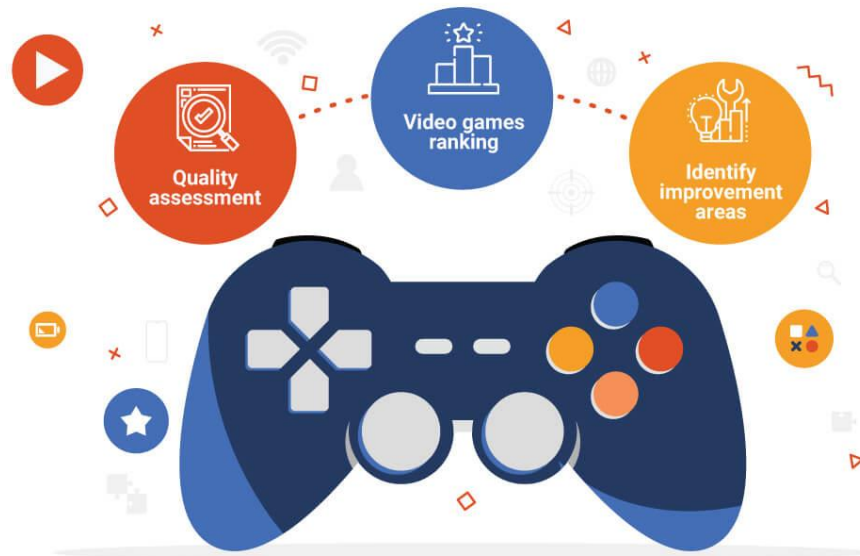 Quality
assessment
Video games
ranking
Identify
improvement
areas